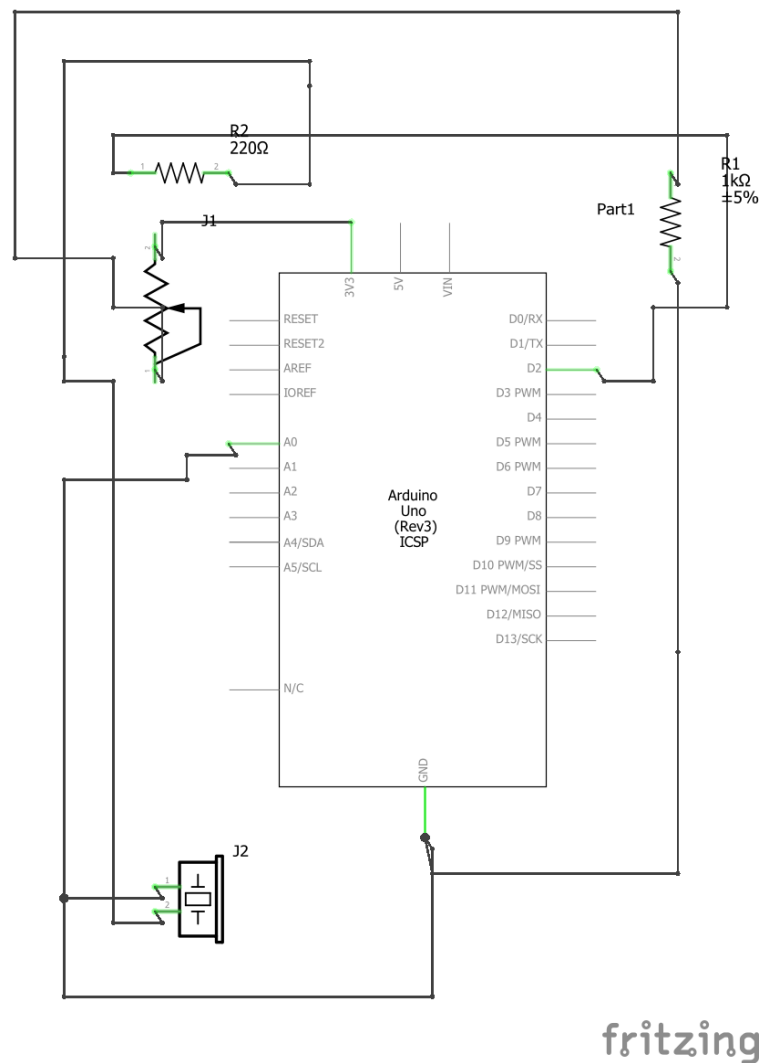 R2
220Ω
1
2
R1
1kΩ
±5%
Part1
2
J1
2
1
3V3
5V
VIN
RESET
RESET2
AREF
IOREF
A0
A1
A2
A3
A4/SDA
A5/SCL
N/C
D0/RX
D1/TX
D2
D3 PWM
D4
D5 PWM
D6 PWM
D7
D8
D9 PWM
D10 PWM/SS
D11 PWM/MOSI
D12/MISO
D13/SCK
Arduino
Uno
(Rev3)
ICSP
GND
J2
1
2
fritzing